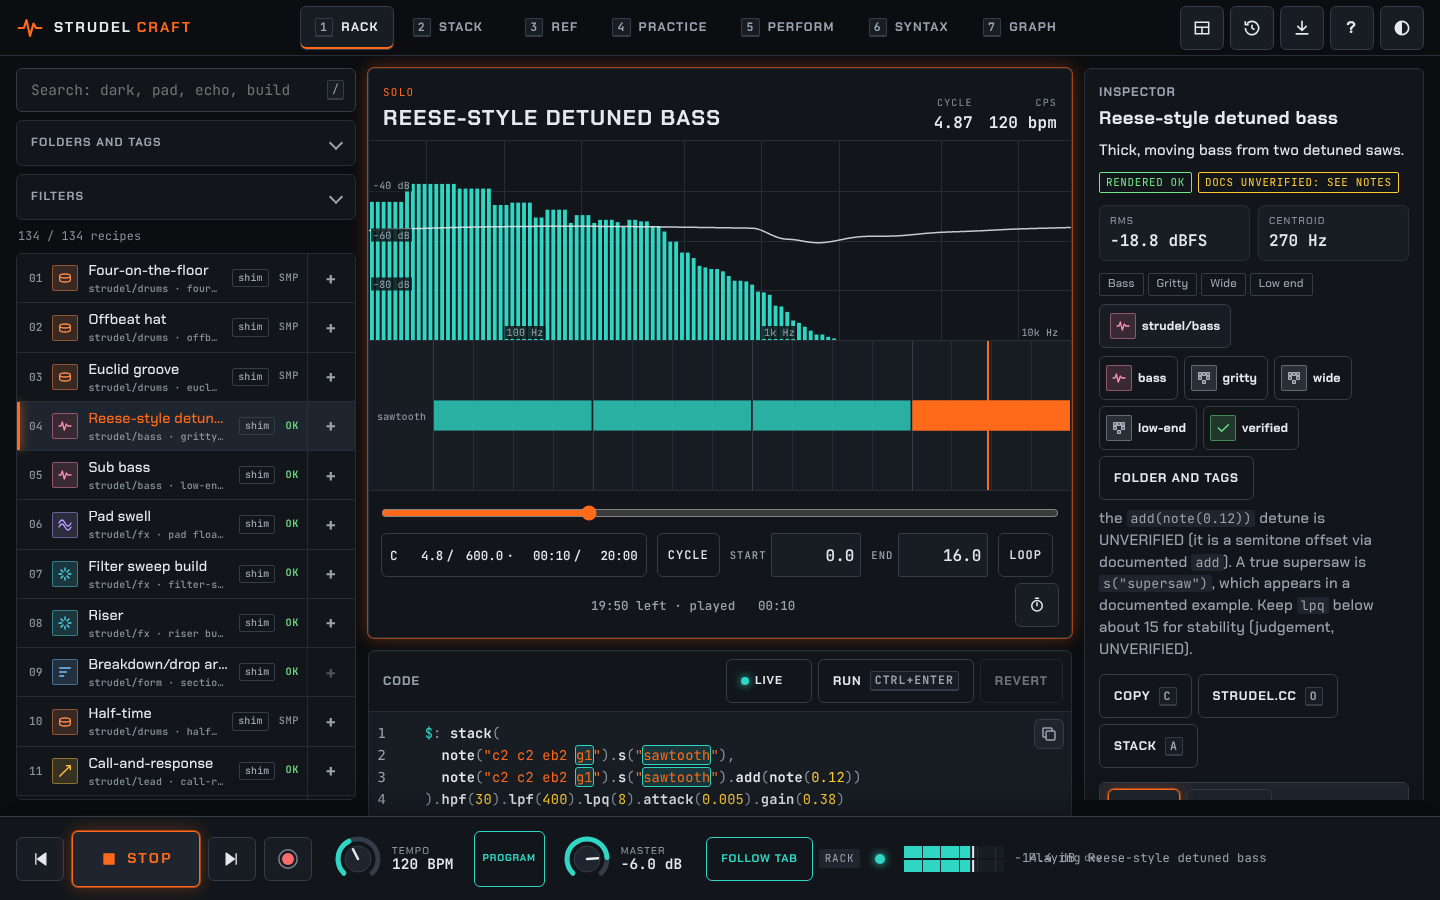 STRUDEL CRAFT
1 RACK
2 STACK
3 REF
4 PRACTICE
5 PERFORM
6 SYNTAX
7 GRAPH
?
Search: dark, pad, echo, build /
FOLDERS AND TAGS
FILTERS
134 / 134 recipes
01 Four-on-the-floor shim SMP +
strudel/drums · four…
02 Offbeat hat shim SMP +
strudel/drums · offb…
03 Euclid groove shim SMP +
strudel/drums · eucl…
04 Reese-style detun… shim OK +
strudel/bass · gritty…
05 Sub bass shim OK +
strudel/bass · low-en…
06 Pad swell shim OK +
strudel/fx · pad floa…
07 Filter sweep build shim OK +
strudel/fx · filter-s…
08 Riser shim OK +
strudel/fx · riser bu…
09 Breakdown/drop ar… OK +
strudel/form · sectio…
10 Half-time shim SMP +
strudel/drums · half…
11 Call-and-response shim OK +
strudel/lead · call-r…
SOLO
REESE-STYLE DETUNED BASS
CYCLE CPS
4.87 120 bpm
-40 dB
-60 dB
-80 dB
100 Hz 1k Hz 10k Hz
sawtooth
C 4.8 / 600.0 · 00:10 / 20:00
CYCLE
START 0.0
END 16.0
LOOP
19:50 left · played 00:10
CODE
LIVE
RUN CTRL+ENTER
REVERT
1 $: stack(
2 note("c2 c2 eb2 g1").s("sawtooth"),
3 note("c2 c2 eb2 g1").s("sawtooth").add(note(0.12))
4 ).hpf(30).lpf(400).lpq(8).attack(0.005).gain(0.38)
INSPECTOR
Reese-style detuned bass
Thick, moving bass from two detuned saws.
RENDERED OK
DOCS UNVERIFIED: SEE NOTES
RMS
-18.8 dBFS
CENTROID
270 Hz
Bass Gritty Wide Low end
strudel/bass
bass gritty wide
low-end verified
FOLDER AND TAGS
the add(note(0.12)) detune is
UNVERIFIED (it is a semitone offset via
documented add). A true supersaw is
s("supersaw"), which appears in a
documented example. Keep lpq below
about 15 for stability (judgement,
UNVERIFIED).
COPY C
STRUDEL.CC O
STACK A
STOP
TEMPO
120 BPM
PROGRAM
MASTER
-6.0 dB
FOLLOW TAB
RACK
Playing Reese-style detuned bass